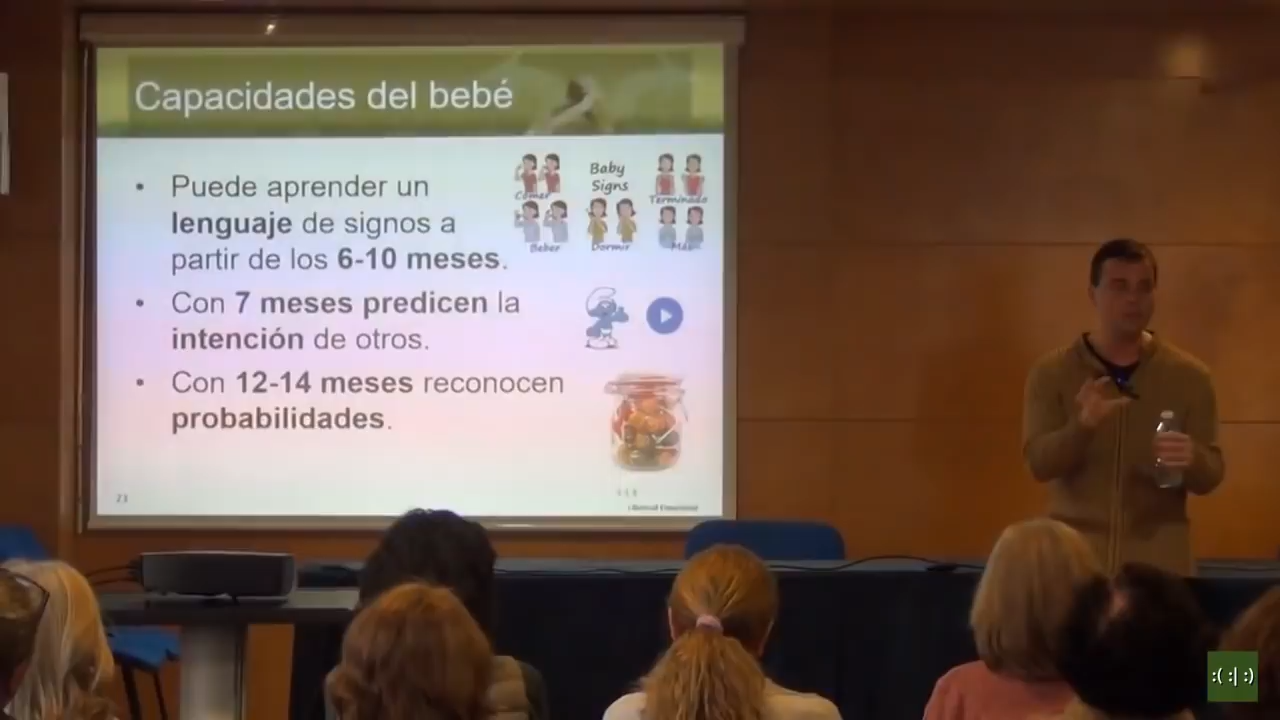 Capacidades del bebé
• Puede aprender un
lenguaje de signos a
partir de los 6-10 meses.
• Con 7 meses predicen la
intención de otros.
• Con 12-14 meses reconocen
probabilidades.
Baby
Signs
Comer
Terminado
Beber
Dormir
Más
:( :| :)